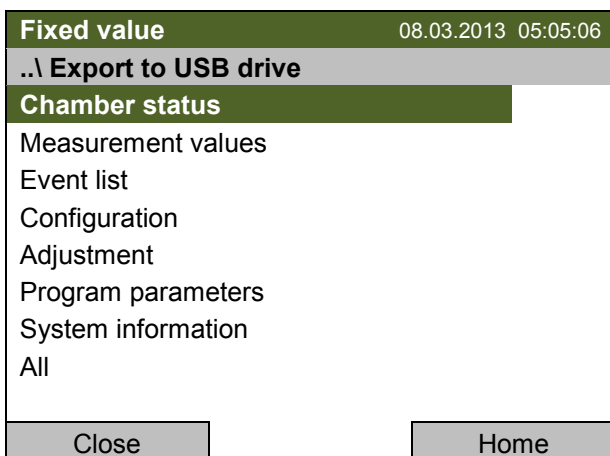 Fixed value 08.03.2013 05:05:06
..\ Export to USB drive
Chamber status
Measurement values
Event list
Configuration
Adjustment
Program parameters
System information
All
Close Home